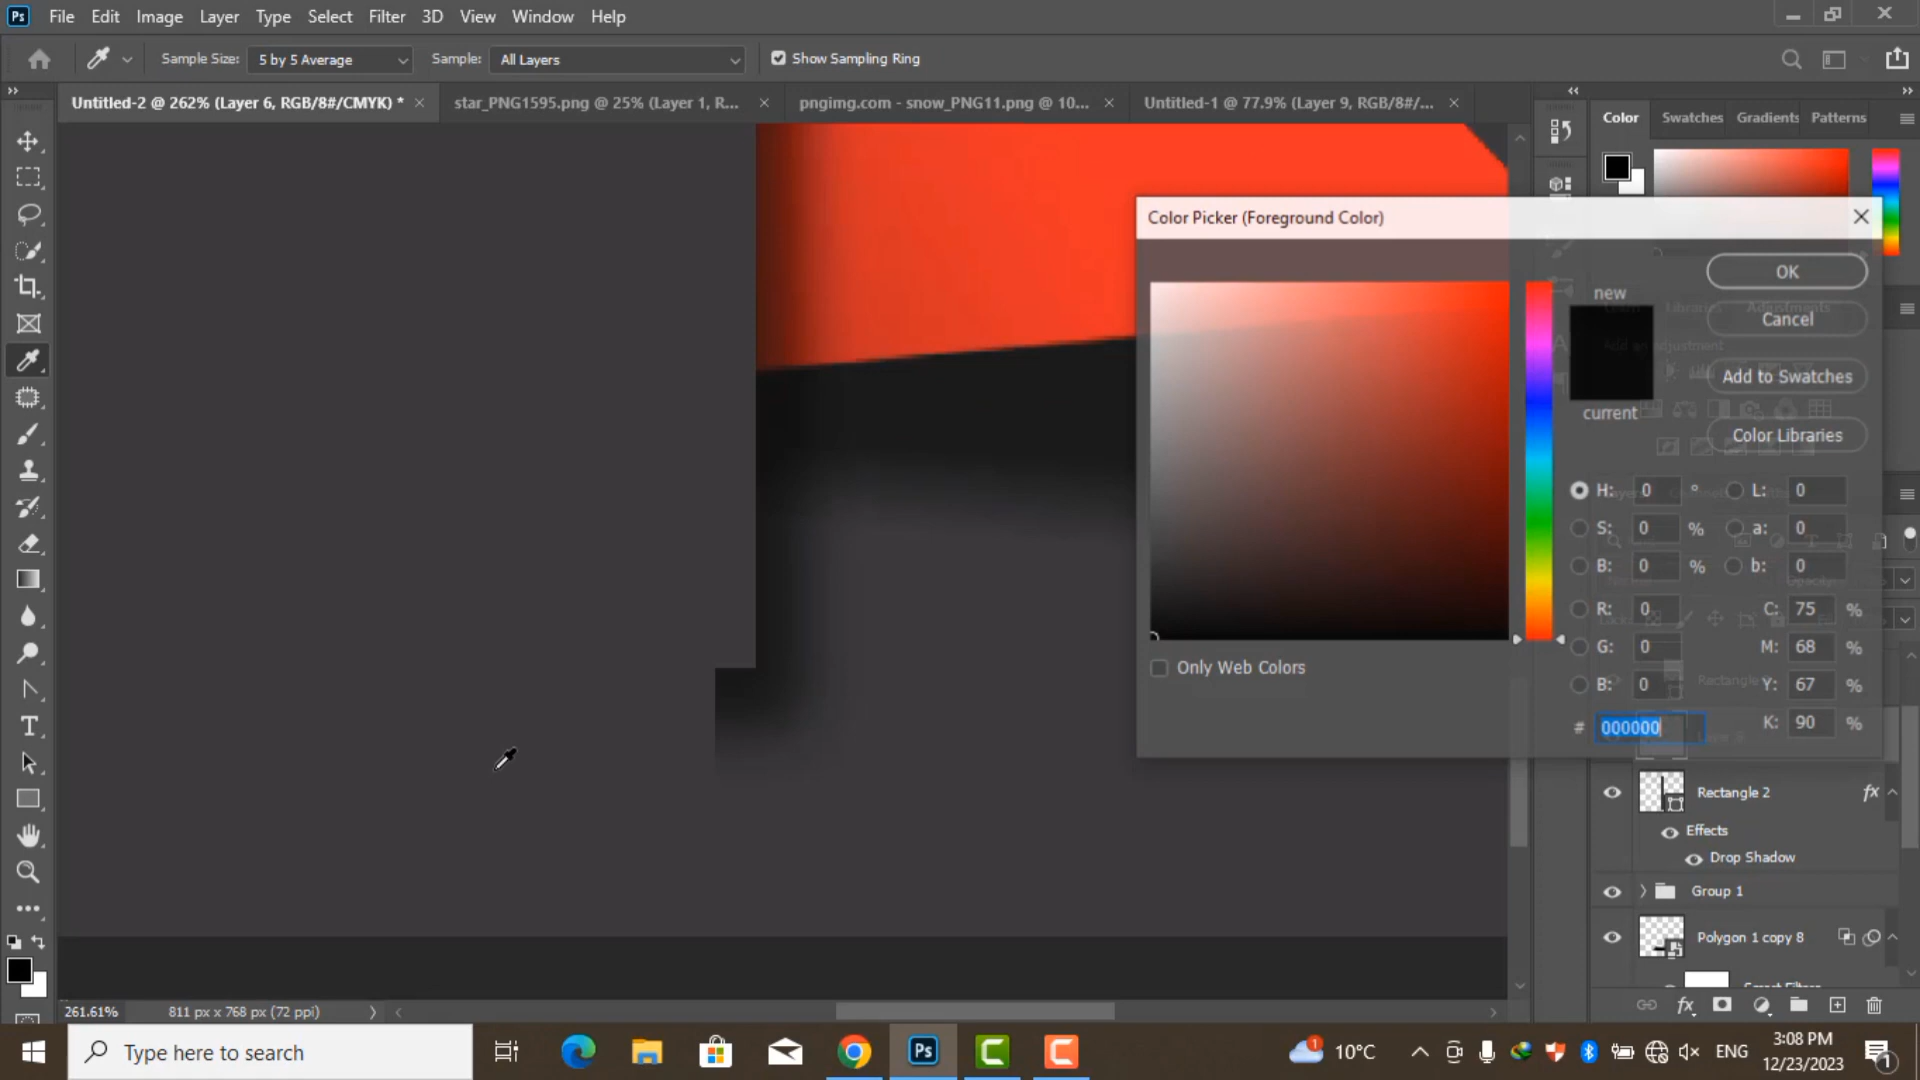 Ps File Edit Image Layer Type Select Filter 3D View Window Help
Sample Size: 5 by 5 Average Sample: All Layers Show Sampling Ring
Untitled-2 @ 262% (Layer 6, RGB/8#/CMYK) * star_PNG1595.png @ 25% (Layer 1, R... pngimg.com - snow_PNG11.png @ 10... Untitled-1 @ 77.9% (Layer 9, RGB/8#/...
Color Swatches Gradients Patterns
Color Picker (Foreground Color)
OK
new
Cancel
Add to Swatches
current
Color Libraries
H: 0 ° L: 0
S: 0 % a: 0
B: 0 % b: 0
R: 0 C: 75 %
G: 0 M: 68 %
Only Web Colors
B: 0 Y: 67 %
# 000000 K: 90 %
Rectangle 2 fx
Effects
Drop Shadow
Group 1
Polygon 1 copy 8
261.61% 811 px x 768 px (72 ppi)
Type here to search
Ps
1
10°C
ENG
3:08 PM
12/23/2023
1